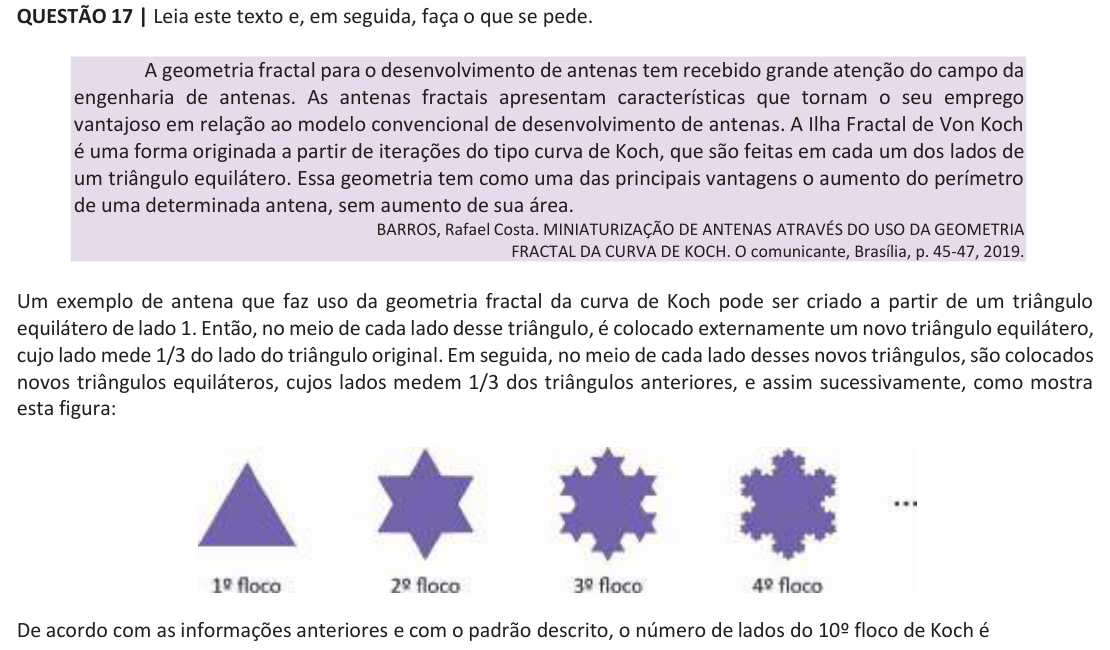 QUESTÃO 17 | Leia este texto e, em seguida, faça o que se pede.
A geometria fractal para o desenvolvimento de antenas tem recebido grande atenção do campo da
engenharia de antenas. As antenas fractais apresentam características que tornam o seu emprego
vantajoso em relação ao modelo convencional de desenvolvimento de antenas. A Ilha Fractal de Von Koch
é uma forma originada a partir de iterações do tipo curva de Koch, que são feitas em cada um dos lados de
um triângulo equilátero. Essa geometria tem como uma das principais vantagens o aumento do perímetro
de uma determinada antena, sem aumento de sua área.
BARROS, Rafael Costa. MINIATURIZAÇÃO DE ANTENAS ATRAVÉS DO USO DA GEOMETRIA
FRACTAL DA CURVA DE KOCH. O comunicante, Brasília, p. 45-47, 2019.
Um exemplo de antena que faz uso da geometria fractal da curva de Koch pode ser criado a partir de um triângulo
equilátero de lado 1. Então, no meio de cada lado desse triângulo, é colocado externamente um novo triângulo equilátero,
cujo lado mede 1/3 do lado do triângulo original. Em seguida, no meio de cada lado desses novos triângulos, são colocados
novos triângulos equiláteros, cujos lados medem 1/3 dos triângulos anteriores, e assim sucessivamente, como mostra
esta figura:
...
1º floco 2º floco 3º floco 4º floco
De acordo com as informações anteriores e com o padrão descrito, o número de lados do 10º floco de Koch é